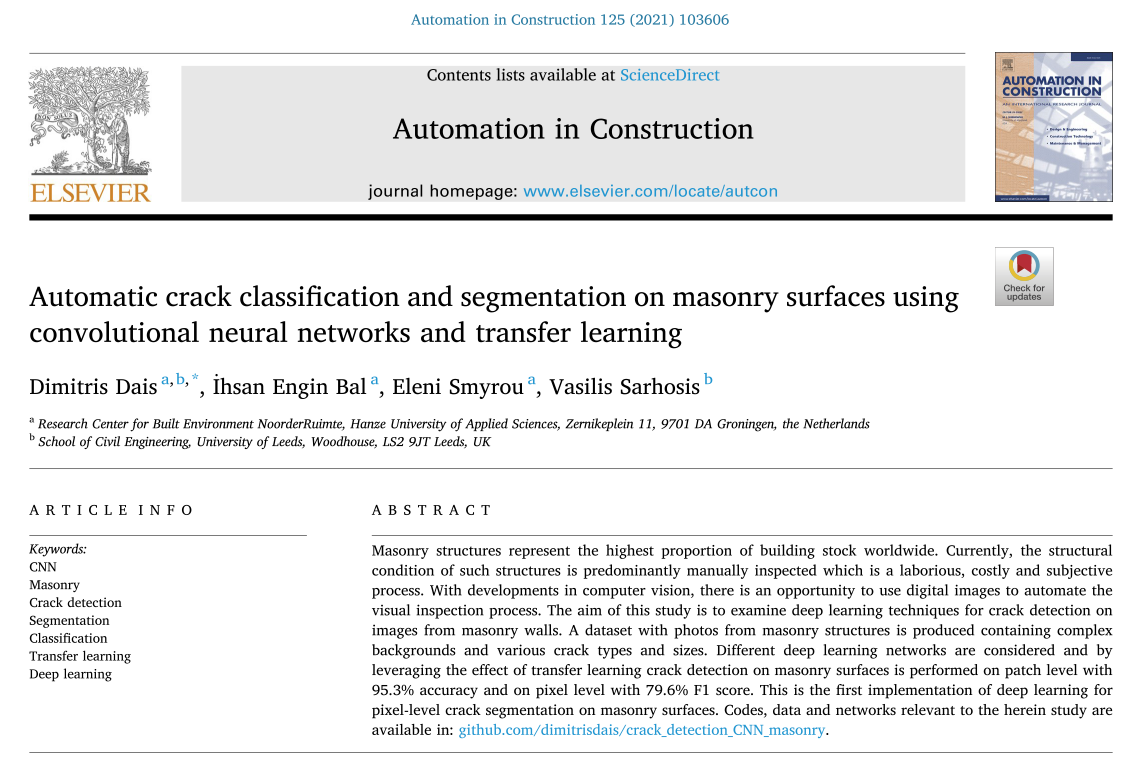 Automation in Construction 125 (2021) 103606
Contents lists available at ScienceDirect
Automation in Construction
journal homepage: www.elsevier.com/locate/autcon
ELSEVIER
AUTOMATION IN
CONSTRUCTION
AN INTERNATIONAL RESEARCH JOURNAL
• Design & Engineering
• Construction Technology
• Maintenance & Management
Check for
updates
Automatic crack classification and segmentation on masonry surfaces using
convolutional neural networks and transfer learning
Dimitris Dais a,b,*, İhsan Engin Bal a, Eleni Smyrou a, Vasilis Sarhosis b
a Research Center for Built Environment NoorderRuimte, Hanze University of Applied Sciences, Zernikeplein 11, 9701 DA Groningen, the Netherlands
b School of Civil Engineering, University of Leeds, Woodhouse, LS2 9JT Leeds, UK
ARTICLE INFO
Keywords:
CNN
Masonry
Crack detection
Segmentation
Classification
Transfer learning
Deep learning
ABSTRACT
Masonry structures represent the highest proportion of building stock worldwide. Currently, the structural
condition of such structures is predominantly manually inspected which is a laborious, costly and subjective
process. With developments in computer vision, there is an opportunity to use digital images to automate the
visual inspection process. The aim of this study is to examine deep learning techniques for crack detection on
images from masonry walls. A dataset with photos from masonry structures is produced containing complex
backgrounds and various crack types and sizes. Different deep learning networks are considered and by
leveraging the effect of transfer learning crack detection on masonry surfaces is performed on patch level with
95.3% accuracy and on pixel level with 79.6% F1 score. This is the first implementation of deep learning for
pixel-level crack segmentation on masonry surfaces. Codes, data and networks relevant to the herein study are
available in: github.com/dimitrisdais/crack_detection_CNN_masonry.